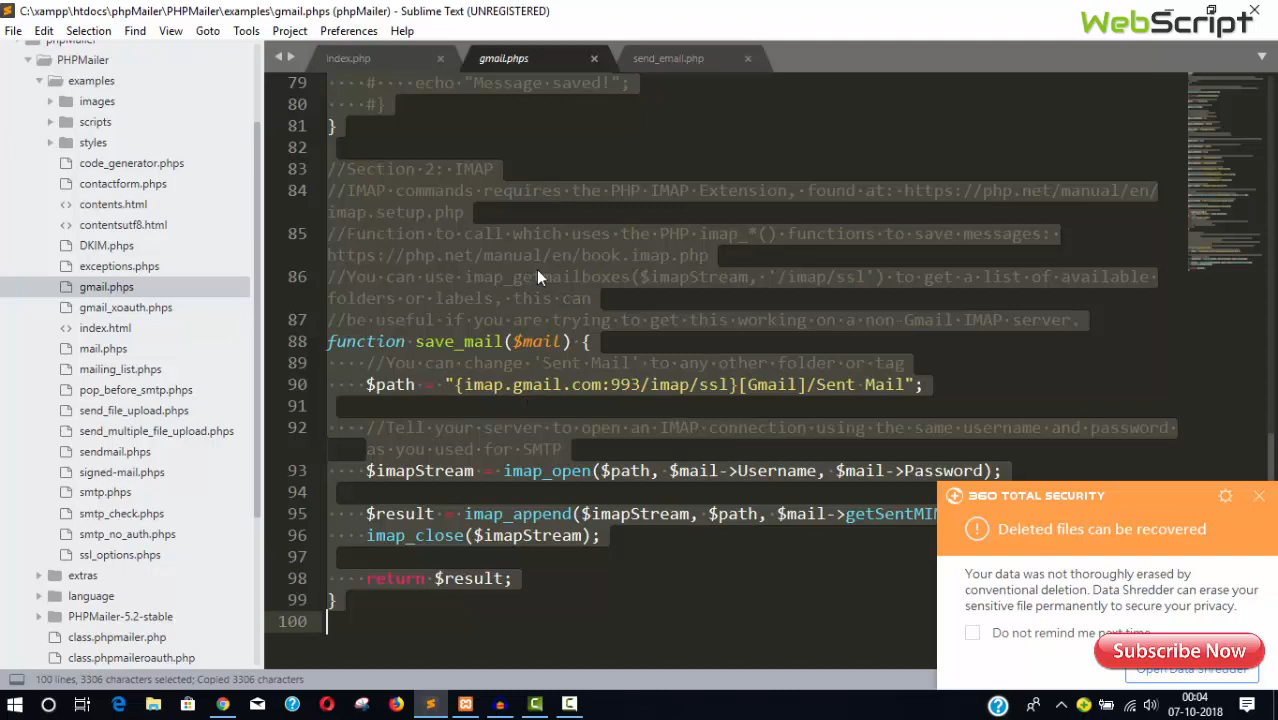 C:\xampp\htdocs\phpMailer\PHPMailer\examples\gmail.phps (phpMailer) - Sublime Text (UNREGISTERED)
WebScript
File Edit Selection Find View Goto Tools Project Preferences Help
phpMailer
PHPMailer
examples
images
scripts
styles
code_generator.phps
contactform.phps
contents.html
contentsutf8.html
DKIM.phps
exceptions.phps
gmail.phps
gmail_xoauth.phps
index.html
mail.phps
mailing_list.phps
pop_before_smtp.phps
send_file_upload.phps
send_multiple_file_upload.phps
sendmail.phps
signed-mail.phps
smtp.phps
smtp_check.phps
smtp_no_auth.phps
ssl_options.phps
extras
language
PHPMailer-5.2-stable
class.phpmailer.php
class.phpmaileroauth.php
index.php
gmail.phps
send_email.php
79 # echo "Message saved!";
80 #}
81 }
82
83 //Section 2: IMAP
84 //IMAP commands requires the PHP IMAP Extension, found at: https://php.net/manual/en/
imap.setup.php
85 //Function to call which uses the PHP imap_*() functions to save messages:
https://php.net/manual/en/book.imap.php
86 //You can use imap_getmailboxes($imapStream, '/imap/ssl') to get a list of available
folders or labels, this can
87 //be useful if you are trying to get this working on a non-Gmail IMAP server.
88 function save_mail($mail) {
89 //You can change 'Sent Mail' to any other folder or tag
90 $path = "{imap.gmail.com:993/imap/ssl}[Gmail]/Sent Mail";
91
92 //Tell your server to open an IMAP connection using the same username and password
as you used for SMTP
93 $imapStream = imap_open($path, $mail->Username, $mail->Password);
94
95 $result = imap_append($imapStream, $path, $mail->getSentMIM
96 imap_close($imapStream);
97
98 return $result;
99 }
100
360 TOTAL SECURITY
Deleted files can be recovered
Your data was not thoroughly erased by
conventional deletion. Data Shredder can erase your
sensitive file permanently to secure your privacy.
Do not remind me next time
Subscribe Now
Open Data Shredder
100 lines, 3306 characters selected; Copied 3306 characters
00:04
07-10-2018